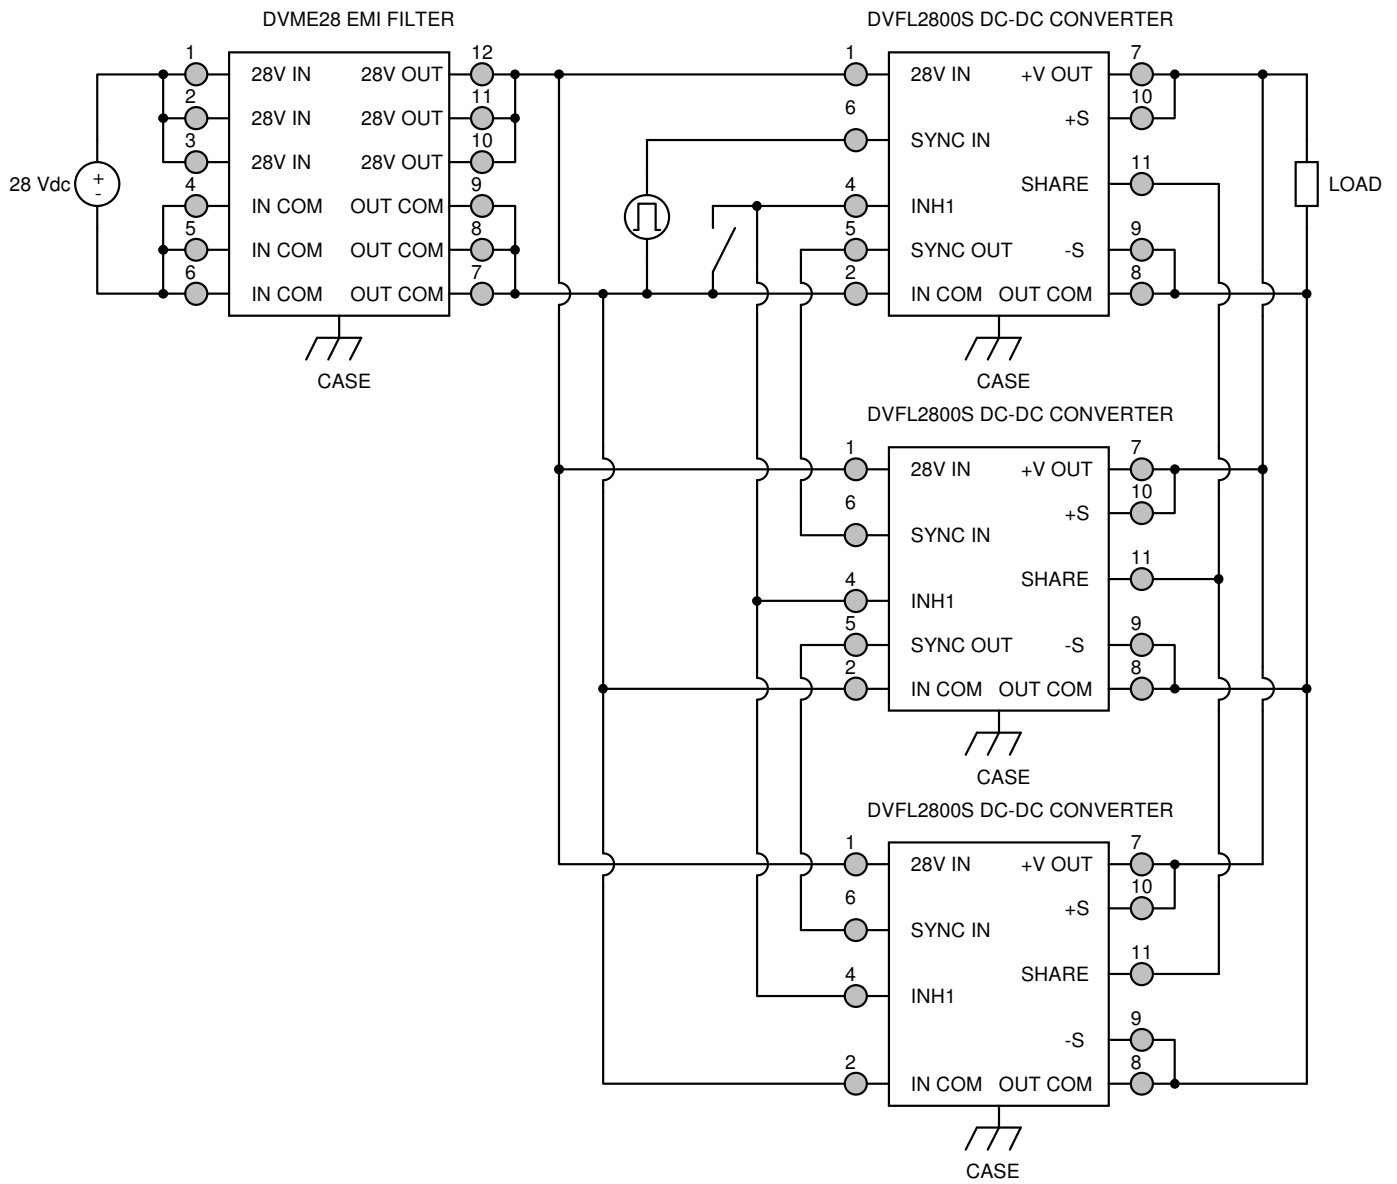 DVME28 EMI FILTER
1 28V IN 28V OUT 12
2 28V IN 28V OUT 11
3 28V IN 28V OUT 10
4 IN COM OUT COM 9
5 IN COM OUT COM 8
6 IN COM OUT COM 7
CASE
28 Vdc
+
-
DVFL2800S DC-DC CONVERTER
1 28V IN +V OUT 7
+S 10
6 SYNC IN
SHARE 11
4 INH1
5 SYNC OUT -S 9
2 IN COM OUT COM 8
CASE
LOAD
DVFL2800S DC-DC CONVERTER
1 28V IN +V OUT 7
+S 10
6 SYNC IN
SHARE 11
4 INH1
5 SYNC OUT -S 9
2 IN COM OUT COM 8
CASE
DVFL2800S DC-DC CONVERTER
1 28V IN +V OUT 7
+S 10
6 SYNC IN
SHARE 11
4 INH1
-S 9
2 IN COM OUT COM 8
CASE